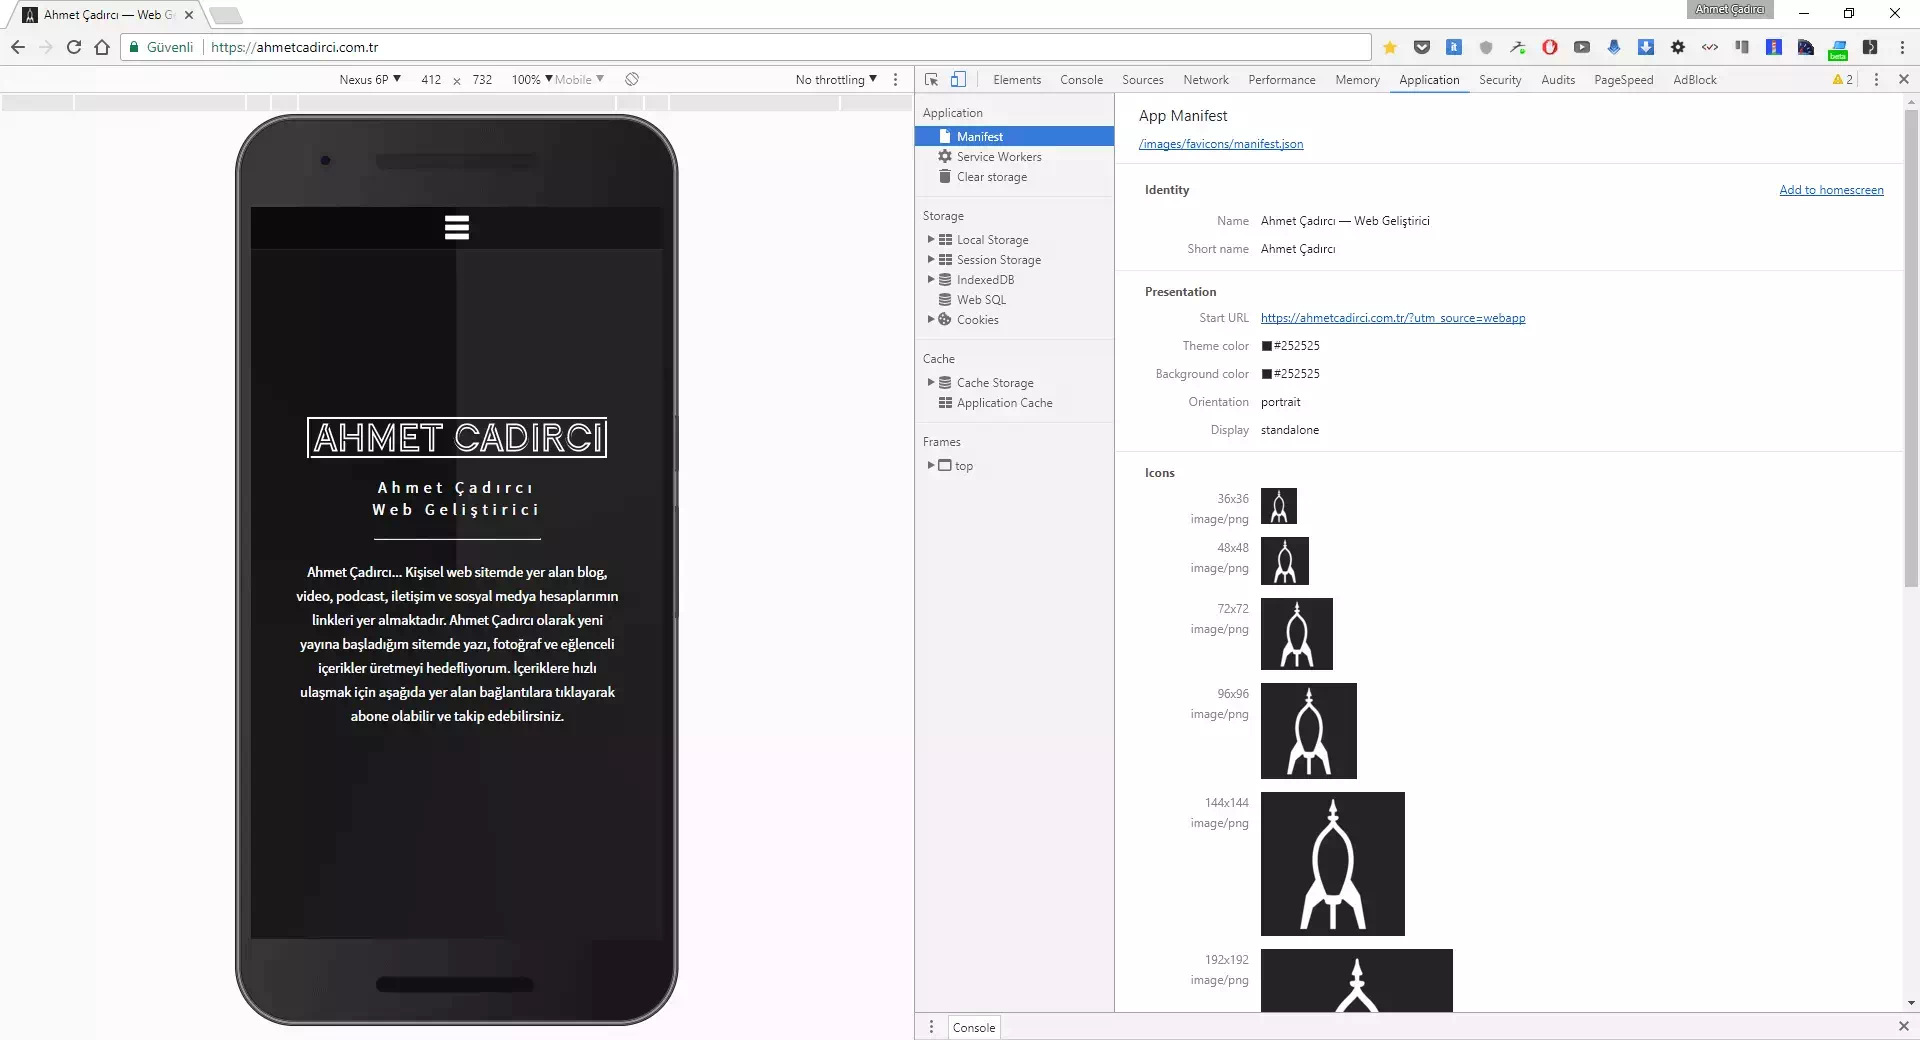 Ahmet Çadırcı — Web Ge
Ahmet Çadırcı
Güvenli
https://ahmetcadirci.com.tr
beta
Nexus 6P 412 × 732 100% Mobile No throttling
Elements Console Sources Network Performance Memory Application Security Audits PageSpeed AdBlock 2
AHMET CADIRCI
Ahmet Çadırcı
Web Geliştirici
Ahmet Çadırcı... Kişisel web sitemde yer alan blog,
video, podcast, iletişim ve sosyal medya hesaplarımın
linkleri yer almaktadır. Ahmet Çadırcı olarak yeni
yayına başladığım sitemde yazı, fotoğraf ve eğlenceli
içerikler üretmeyi hedefliyorum. İçeriklere hızlı
ulaşmak için aşağıda yer alan bağlantılara tıklayarak
abone olabilir ve takip edebilirsiniz.
Application
Manifest
Service Workers
Clear storage
Storage
Local Storage
Session Storage
IndexedDB
Web SQL
Cookies
Cache
Cache Storage
Application Cache
Frames
top
App Manifest
/images/favicons/manifest.json
Identity
Add to homescreen
Name Ahmet Çadırcı — Web Geliştirici
Short name Ahmet Çadırcı
Presentation
Start URL https://ahmetcadirci.com.tr/?utm_source=webapp
Theme color #252525
Background color #252525
Orientation portrait
Display standalone
Icons
36x36
image/png
48x48
image/png
72x72
image/png
96x96
image/png
144x144
image/png
192x192
image/png
Console